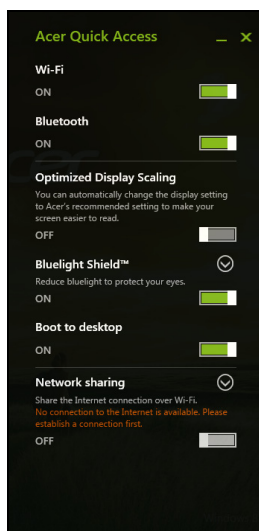 Acer Quick Access
Wi-Fi
ON
Bluetooth
ON
Optimized Display Scaling
You can automatically change the display setting
to Acer's recommended setting to make your
screen easier to read.
OFF
Bluelight Shield™
Reduce bluelight to protect your eyes.
ON
Boot to desktop
ON
Network sharing
Share the Internet connection over Wi-Fi.
No connection to the Internet is available. Please
establish a connection first.
OFF